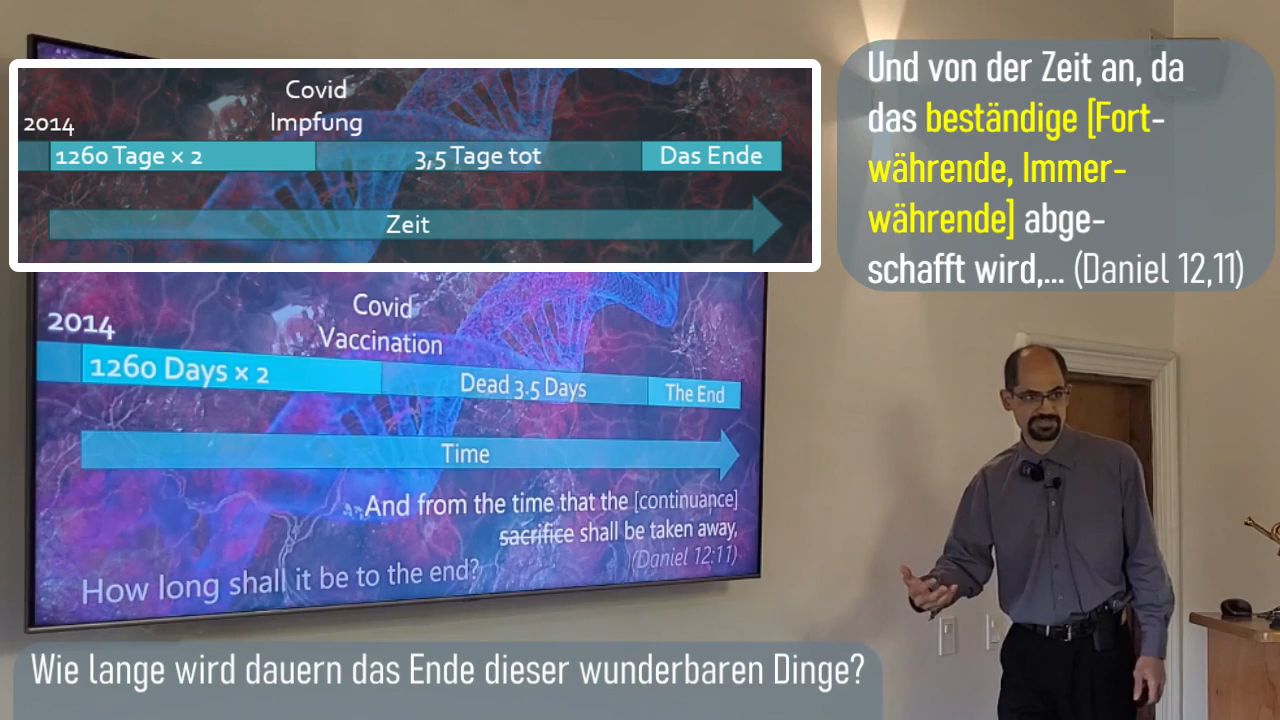 2014
Covid
Impfung
1260 Tage × 2
3,5 Tage tot
Das Ende
Zeit
Und von der Zeit an, da
das beständige [Fort-
währende, Immer-
währende] abge-
schafft wird,... (Daniel 12,11)
2014
Covid
Vaccination
1260 Days × 2
Dead 3.5 Days
The End
Time
And from the time that the [continuance]
sacrifice shall be taken away,
(Daniel 12:11)
How long shall it be to the end?
Wie lange wird dauern das Ende dieser wunderbaren Dinge?